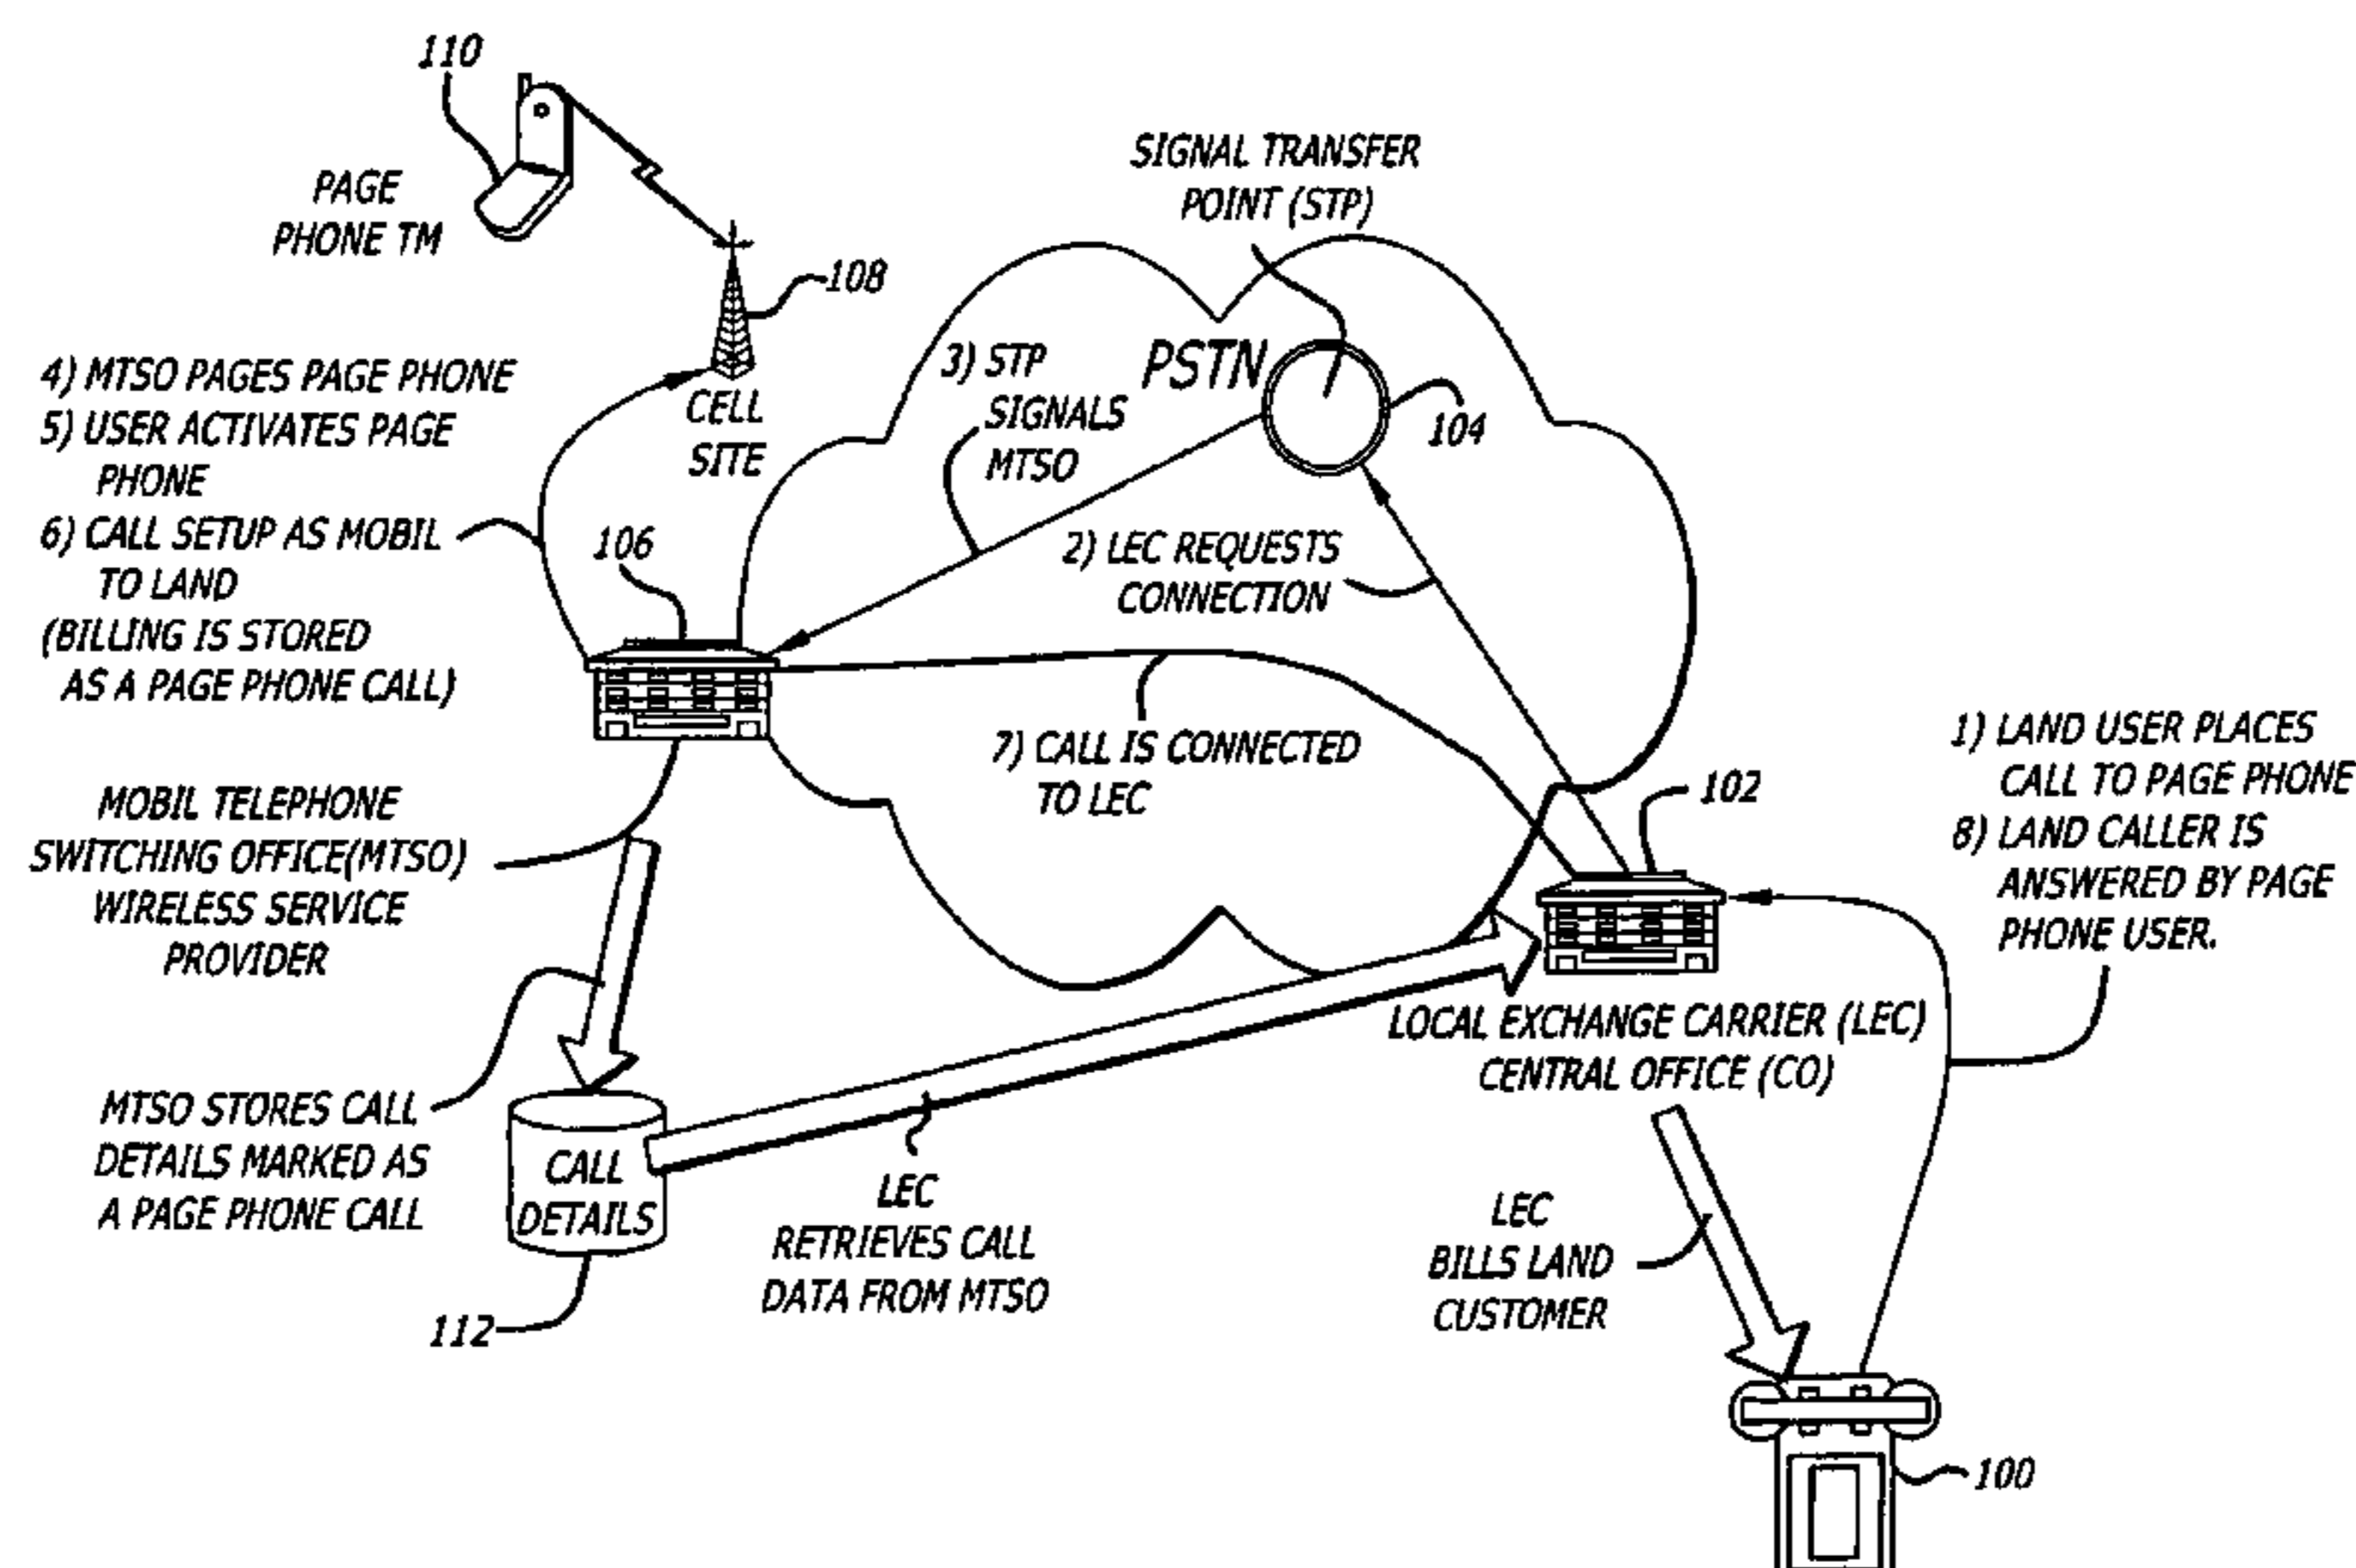 110
PAGE
PHONE TM
108
SIGNAL TRANSFER
POINT (STP)
4) MTSO PAGES PAGE PHONE
5) USER ACTIVATES PAGE
PHONE
6) CALL SETUP AS MOBIL
TO LAND
(BILLING IS STORED
AS A PAGE PHONE CALL)
CELL
SITE
3) STP
SIGNALS
MTSO
PSTN
104
106
2) LEC REQUESTS
CONNECTION
7) CALL IS CONNECTED
TO LEC
1) LAND USER PLACES
CALL TO PAGE PHONE
8) LAND CALLER IS
ANSWERED BY PAGE
PHONE USER.
102
MOBIL TELEPHONE
SWITCHING OFFICE(MTSO)
WIRELESS SERVICE
PROVIDER
LOCAL EXCHANGE CARRIER (LEC)
CENTRAL OFFICE (CO)
MTSO STORES CALL
DETAILS MARKED AS
A PAGE PHONE CALL
CALL
DETAILS
112
LEC
RETRIEVES CALL
DATA FROM MTSO
LEC
BILLS LAND
CUSTOMER
100